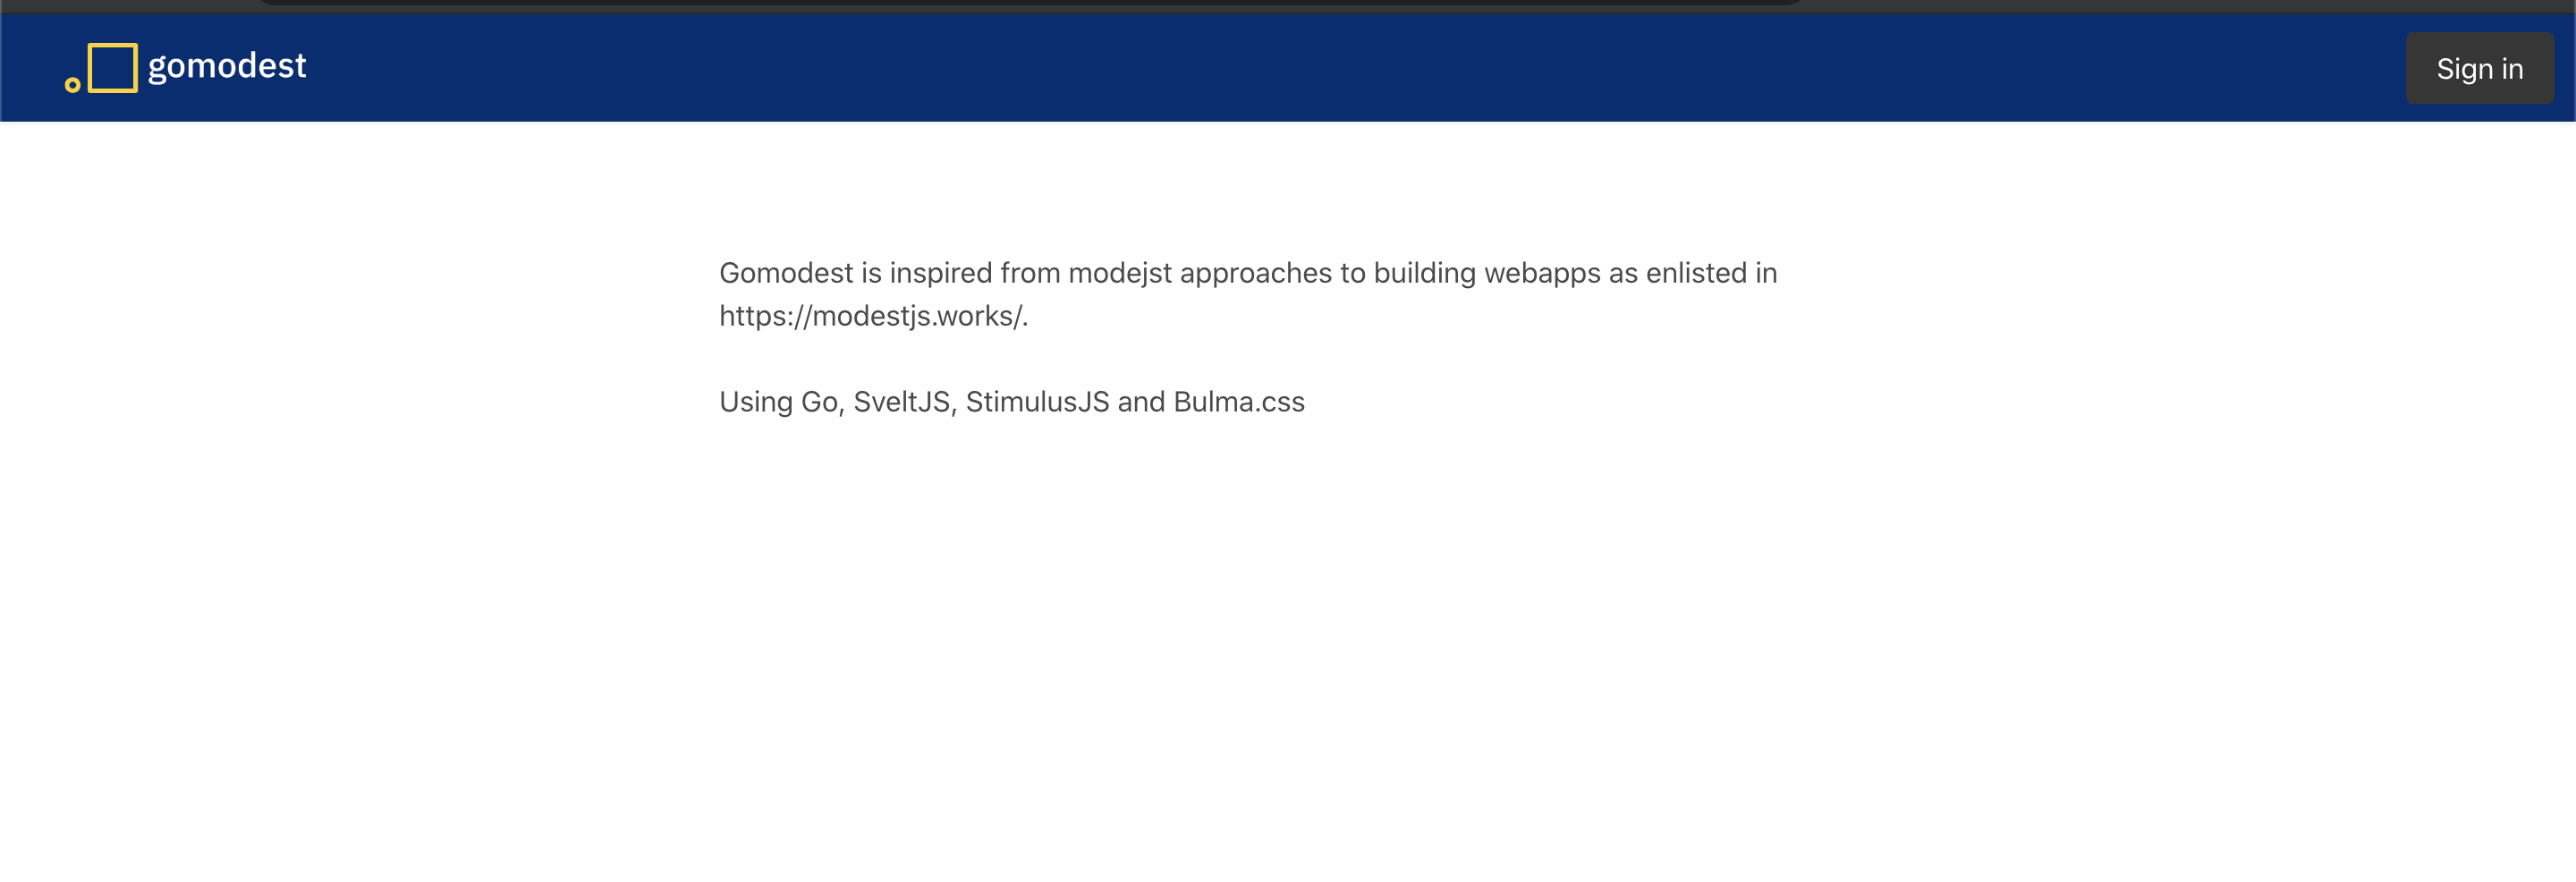 gomodest
Sign in
Gomodest is inspired from modejst approaches to building webapps as enlisted in
https://modestjs.works/.
Using Go, SveltJS, StimulusJS and Bulma.css